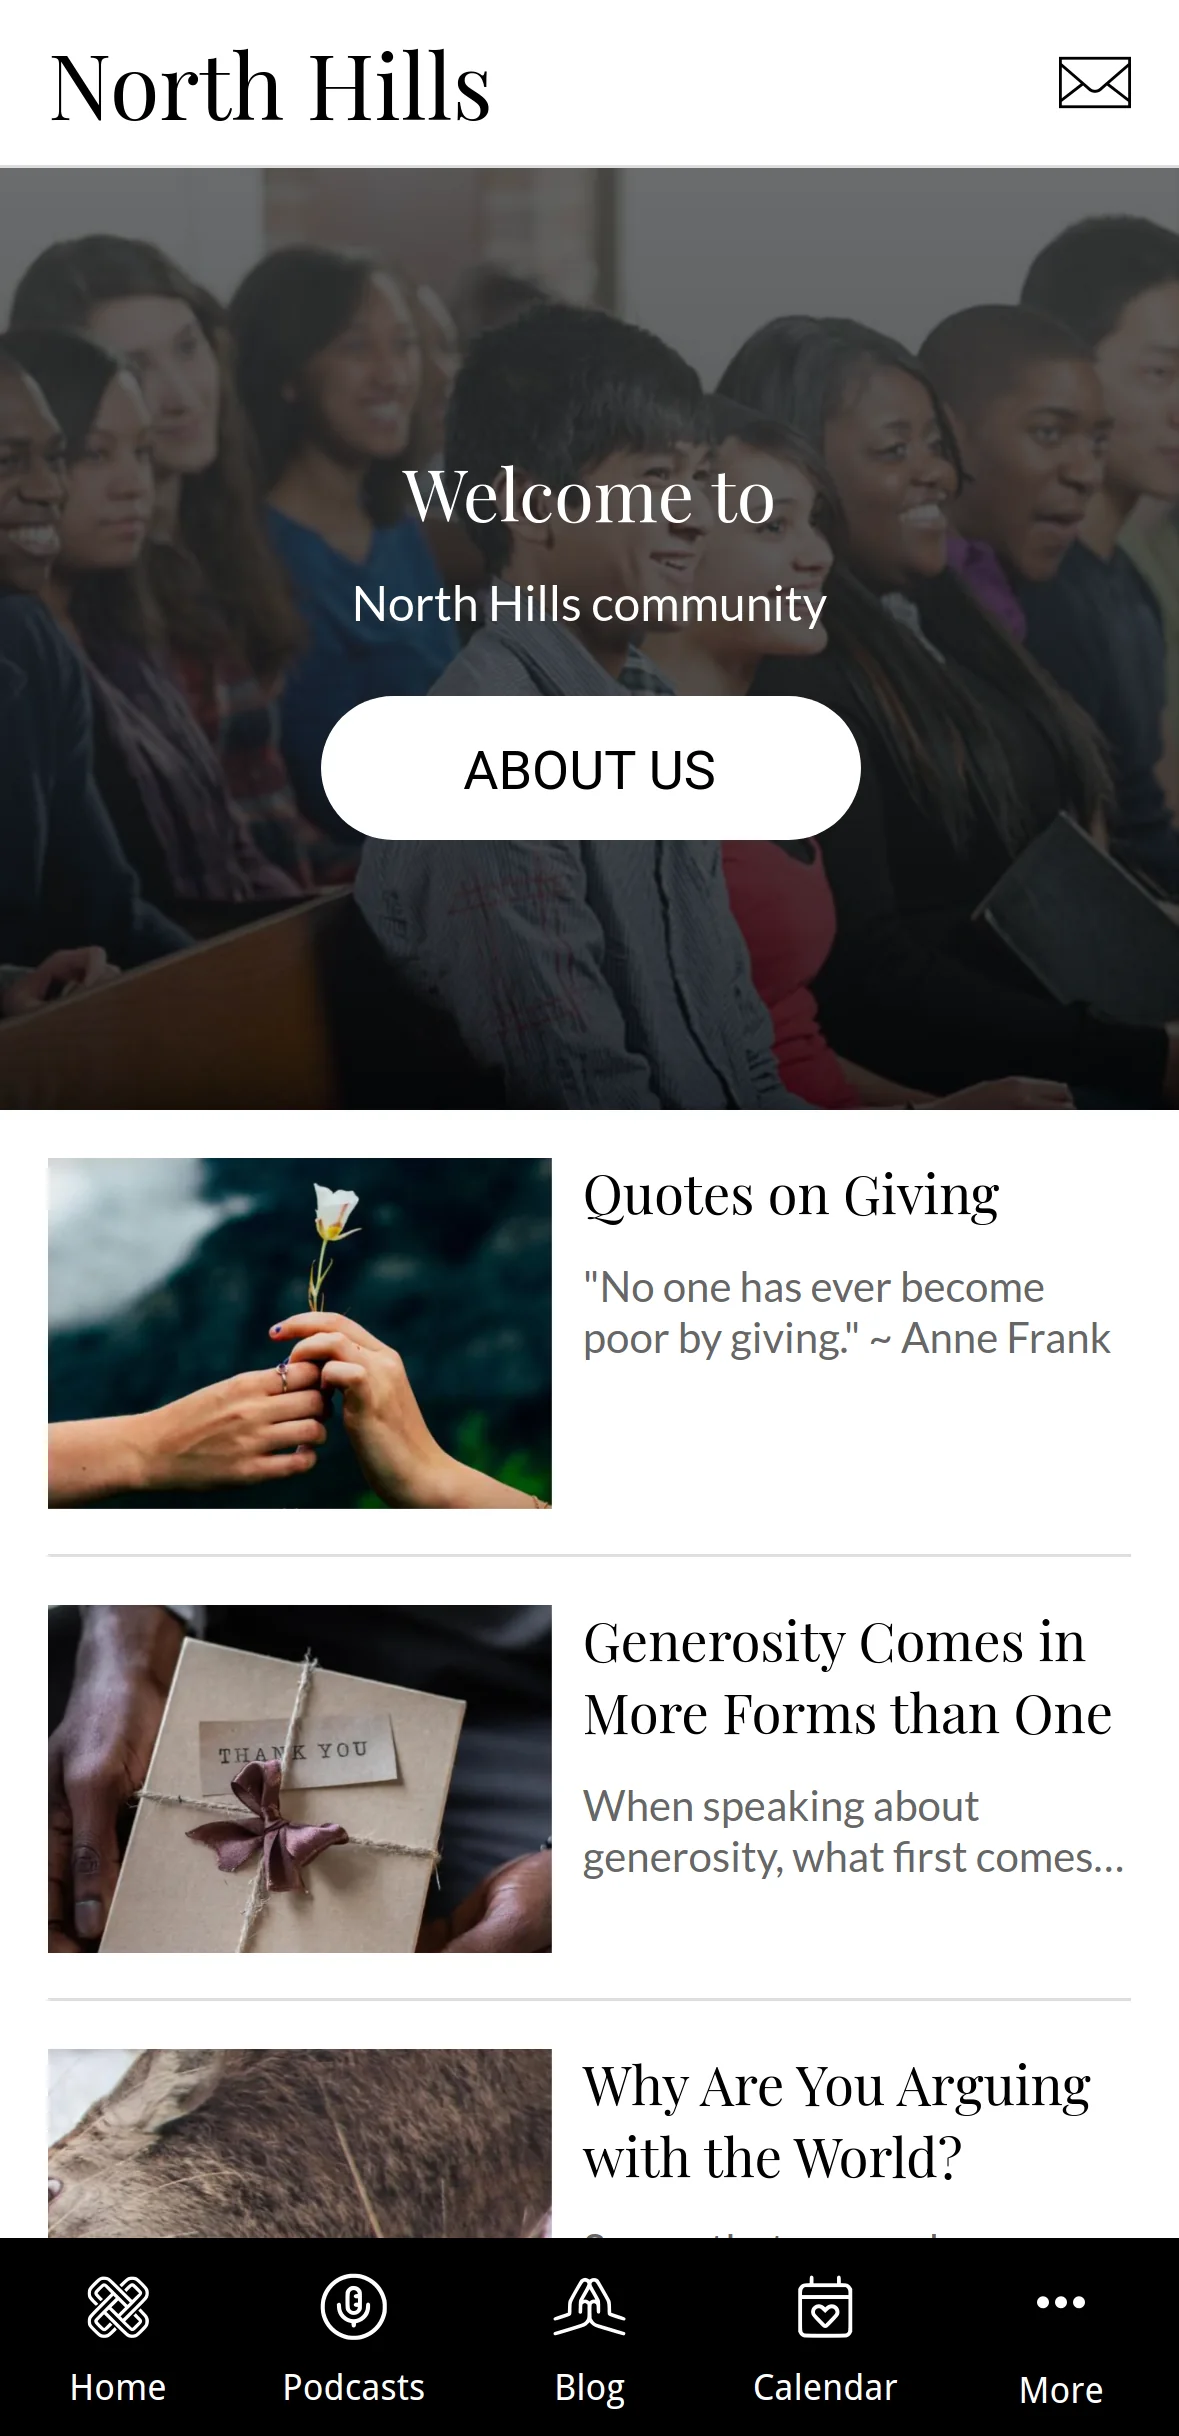 North Hills
Welcome to
North Hills community
ABOUT US
Quotes on Giving
"No one has ever become
poor by giving." ~ Anne Frank
Generosity Comes in
More Forms than One
THANK YOU
When speaking about
generosity, what first comes...
Why Are You Arguing
with the World?
Home
Podcasts
Blog
Calendar
More